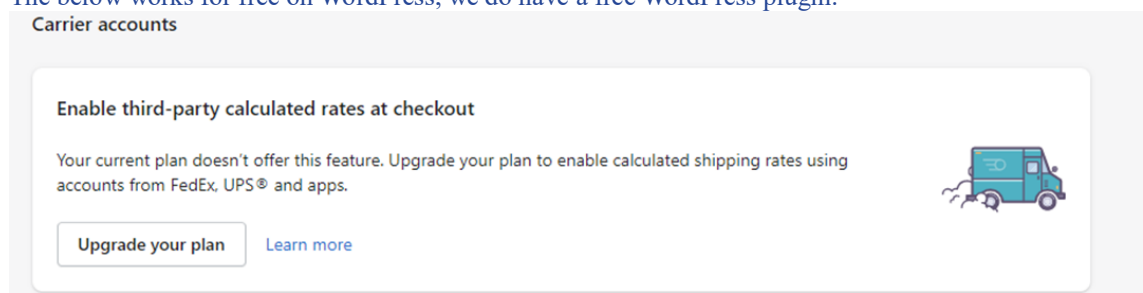 The below works for free on WordPress, we do have a free WordPress plugin.
Carrier accounts
Enable third-party calculated rates at checkout
Your current plan doesn't offer this feature. Upgrade your plan to enable calculated shipping rates using
accounts from FedEx, UPS® and apps.
Upgrade your plan Learn more